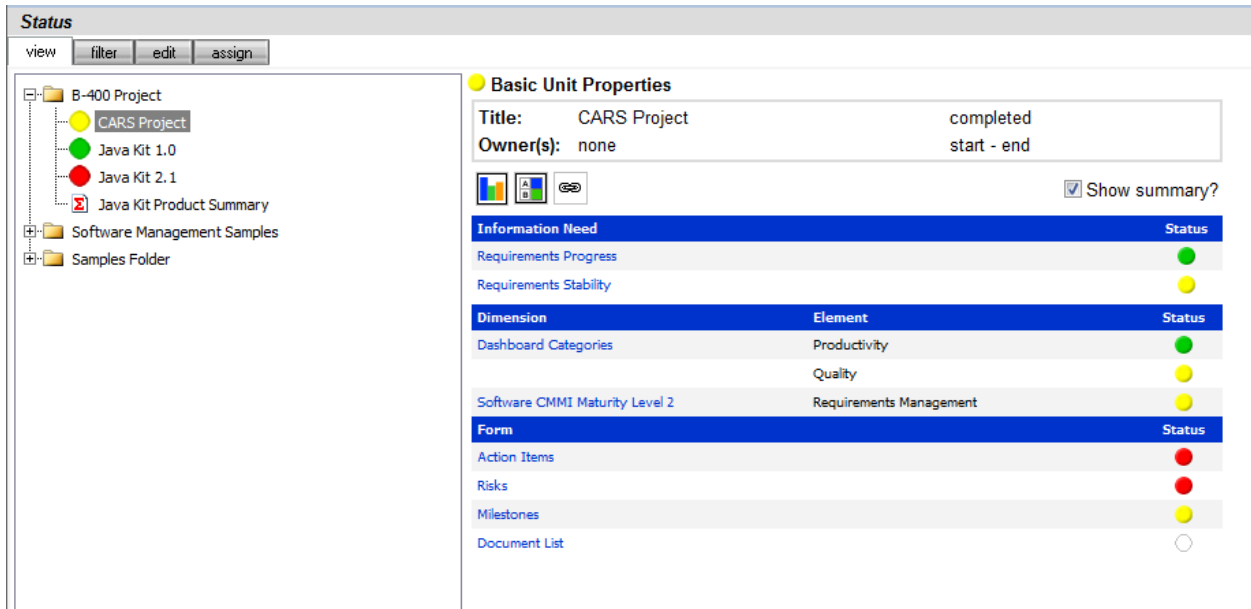 Status
view filter edit assign
B-400 Project
CARS Project
Java Kit 1.0
Java Kit 2.1
Σ Java Kit Product Summary
Software Management Samples
Samples Folder
Basic Unit Properties
Title: CARS Project completed
Owner(s): none start - end
A
B
Show summary?
Information Need Status
Requirements Progress
Requirements Stability
Dimension Element Status
Dashboard Categories Productivity
Quality
Software CMMI Maturity Level 2 Requirements Management
Form Status
Action Items
Risks
Milestones
Document List